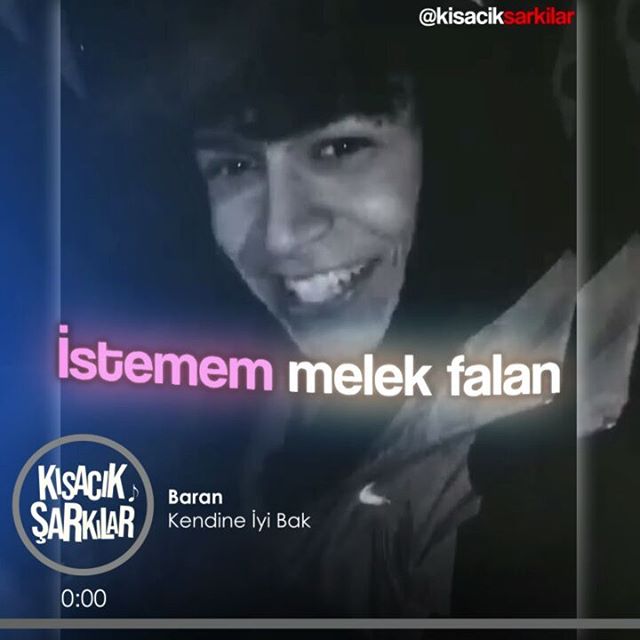 @kisaciksarkilar
İstemem melek falan
KISACIK
ŞARKILAR
Baran
Kendine İyi Bak
0:00